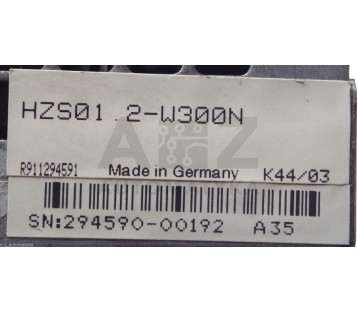 HZS01.2-W300N
R911294591 Made in Germany K44/03
SN:294590-00192 A35